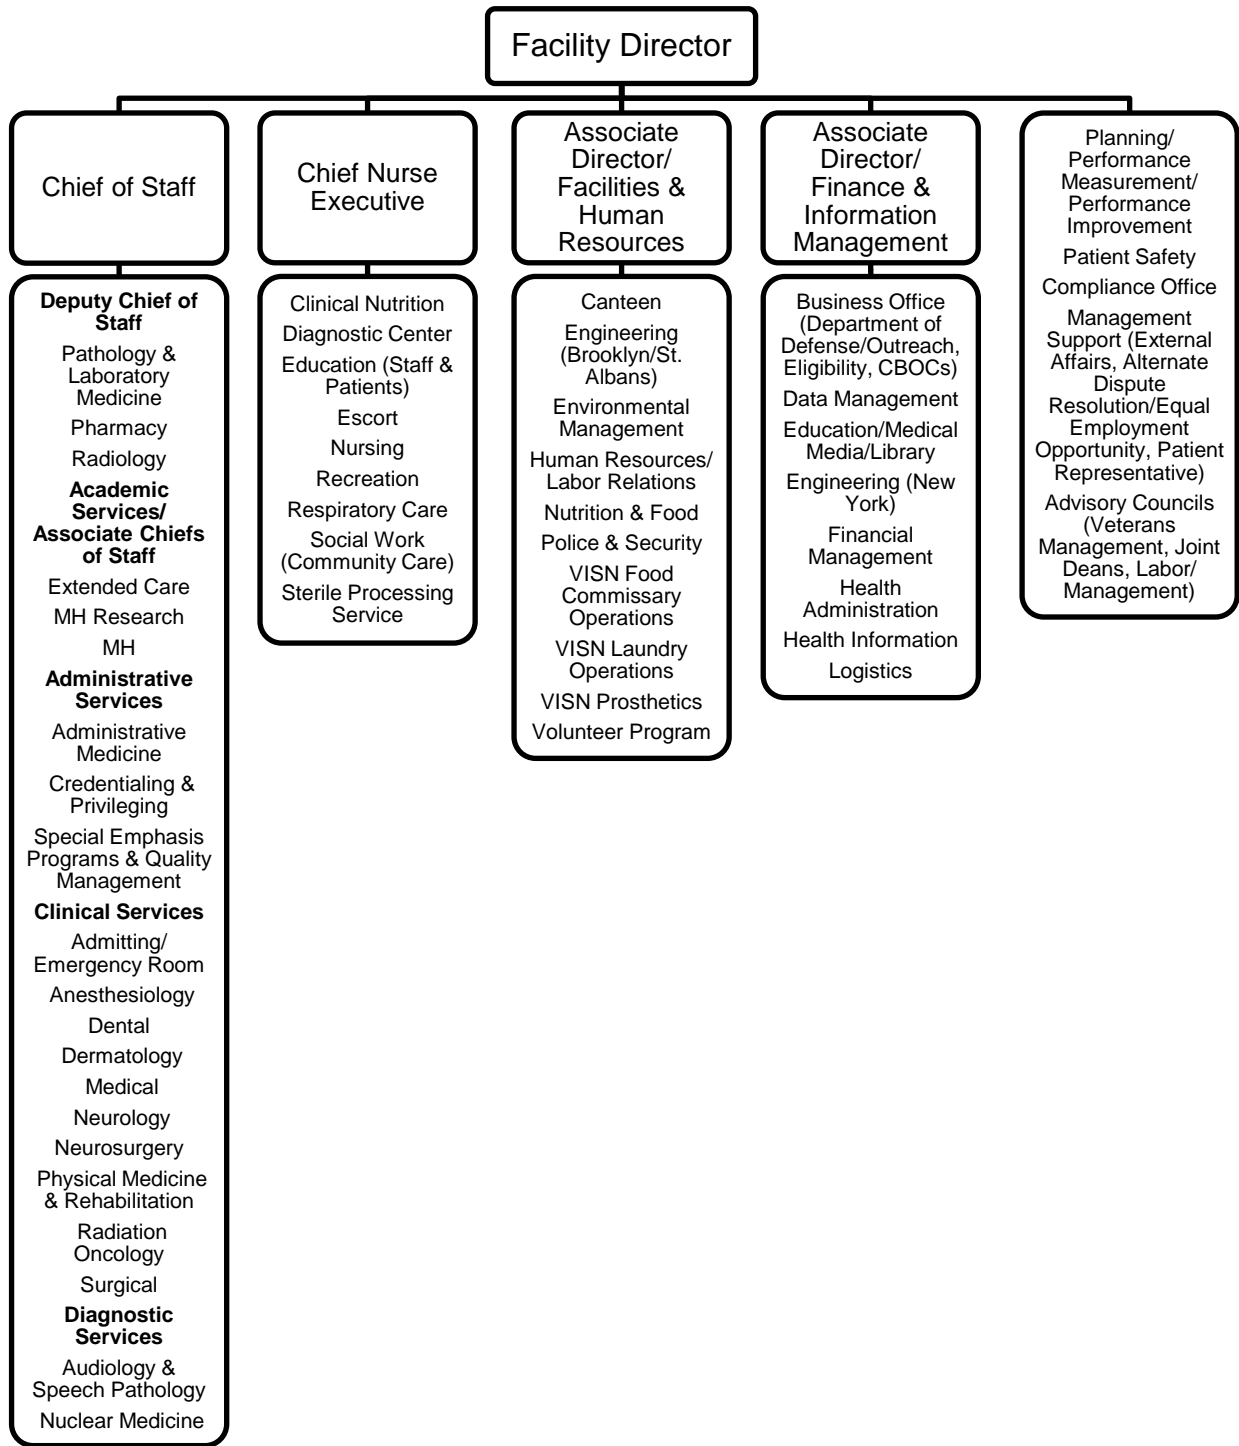 Facility Director
Chief of Staff
Chief Nurse
Executive
Associate
Director/
Facilities &
Human
Resources
Associate
Director/
Finance &
Information
Management
Planning/
Performance
Measurement/
Performance
Improvement
Patient Safety
Compliance Office
Management
Support (External
Affairs, Alternate
Dispute
Resolution/Equal
Employment
Opportunity, Patient
Representative)
Advisory Councils
(Veterans
Management, Joint
Deans, Labor/
Management)
Deputy Chief of
Staff
Pathology &
Laboratory
Medicine
Pharmacy
Radiology
Academic
Services/
Associate Chiefs
of Staff
Extended Care
MH Research
MH
Administrative
Services
Administrative
Medicine
Credentialing &
Privileging
Special Emphasis
Programs & Quality
Management
Clinical Services
Admitting/
Emergency Room
Anesthesiology
Dental
Dermatology
Medical
Neurology
Neurosurgery
Physical Medicine
& Rehabilitation
Radiation
Oncology
Surgical
Diagnostic
Services
Audiology &
Speech Pathology
Nuclear Medicine
Clinical Nutrition
Diagnostic Center
Education (Staff &
Patients)
Escort
Nursing
Recreation
Respiratory Care
Social Work
(Community Care)
Sterile Processing
Service
Canteen
Engineering
(Brooklyn/St.
Albans)
Environmental
Management
Human Resources/
Labor Relations
Nutrition & Food
Police & Security
VISN Food
Commissary
Operations
VISN Laundry
Operations
VISN Prosthetics
Volunteer Program
Business Office
(Department of
Defense/Outreach,
Eligibility, CBOCs)
Data Management
Education/Medical
Media/Library
Engineering (New
York)
Financial
Management
Health
Administration
Health Information
Logistics